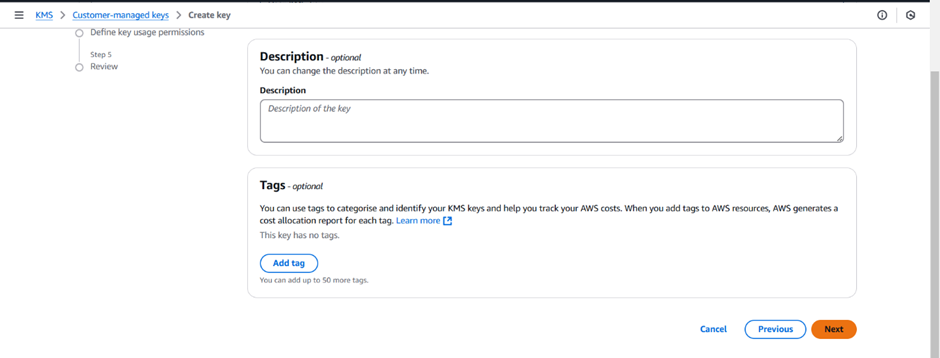 KMS > Customer-managed keys > Create key
Define key usage permissions
Step 5
Review
Description - optional
You can change the description at any time.
Description
Description of the key
Tags - optional
You can use tags to categorise and identify your KMS keys and help you track your AWS costs. When you add tags to AWS resources, AWS generates a
cost allocation report for each tag. Learn more
This key has no tags.
Add tag
You can add up to 50 more tags.
Cancel Previous Next